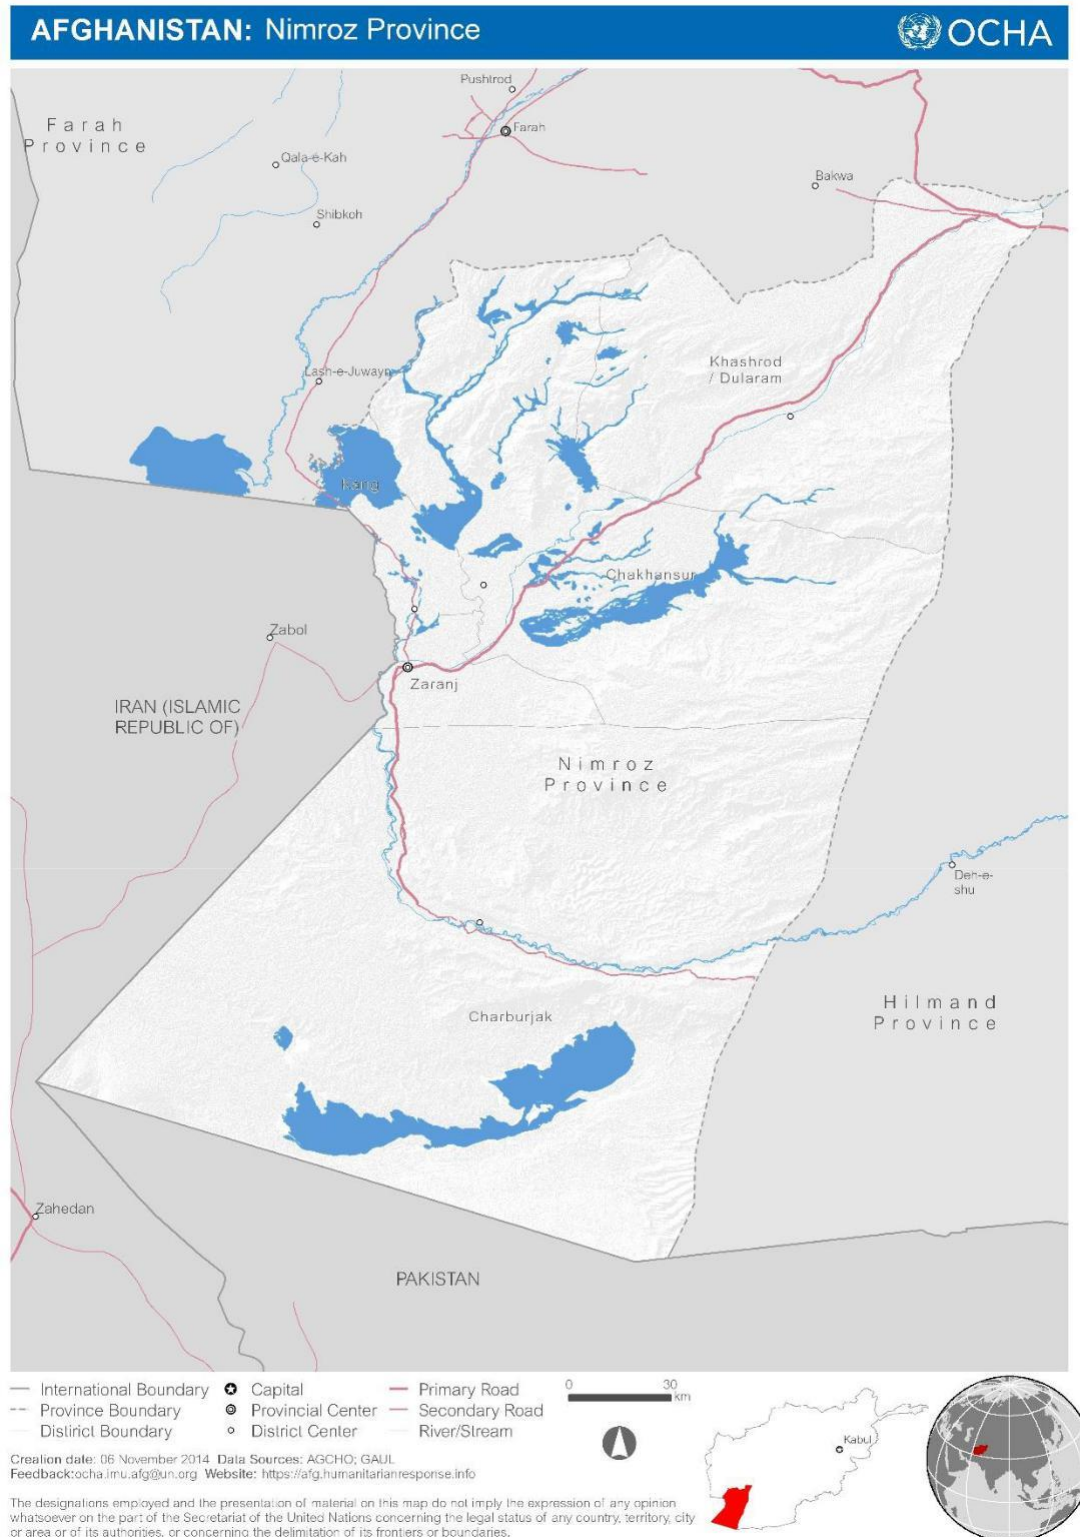 AFGHANISTAN: Nimroz Province
OCHA
Pushtrod
Farah
Province
Farah
Qala-e-Kah
Bakwa
Shibkoh
Khashrod
/ Dularam
Lash-e-Juwayn
Kang
Chakhansur
Zabol
Zaranj
IRAN (ISLAMIC
REPUBLIC OF)
Nimroz
Province
Deh-e-
shu
Hilmand
Province
Charburjak
Zahedan
PAKISTAN
International Boundary
Province Boundary
Distirict Boundary
Capital
Provincial Center
District Center
Primary Road
Secondary Road
River/Stream
0 30
km
Kabul
Creation date: 06 November 2014 Data Sources: AGCHO; GAUL
Feedback:ocha.imu.afg@un.org Website: https://afg.humanitarianresponse.info
The designations employed and the presentation of material on this map do not imply the expression of any opinion
whatsoever on the part of the Secretariat of the United Nations concerning the legal status of any country, territory, city
or area or of its authorities, or concerning the delimitation of its frontiers or boundaries.